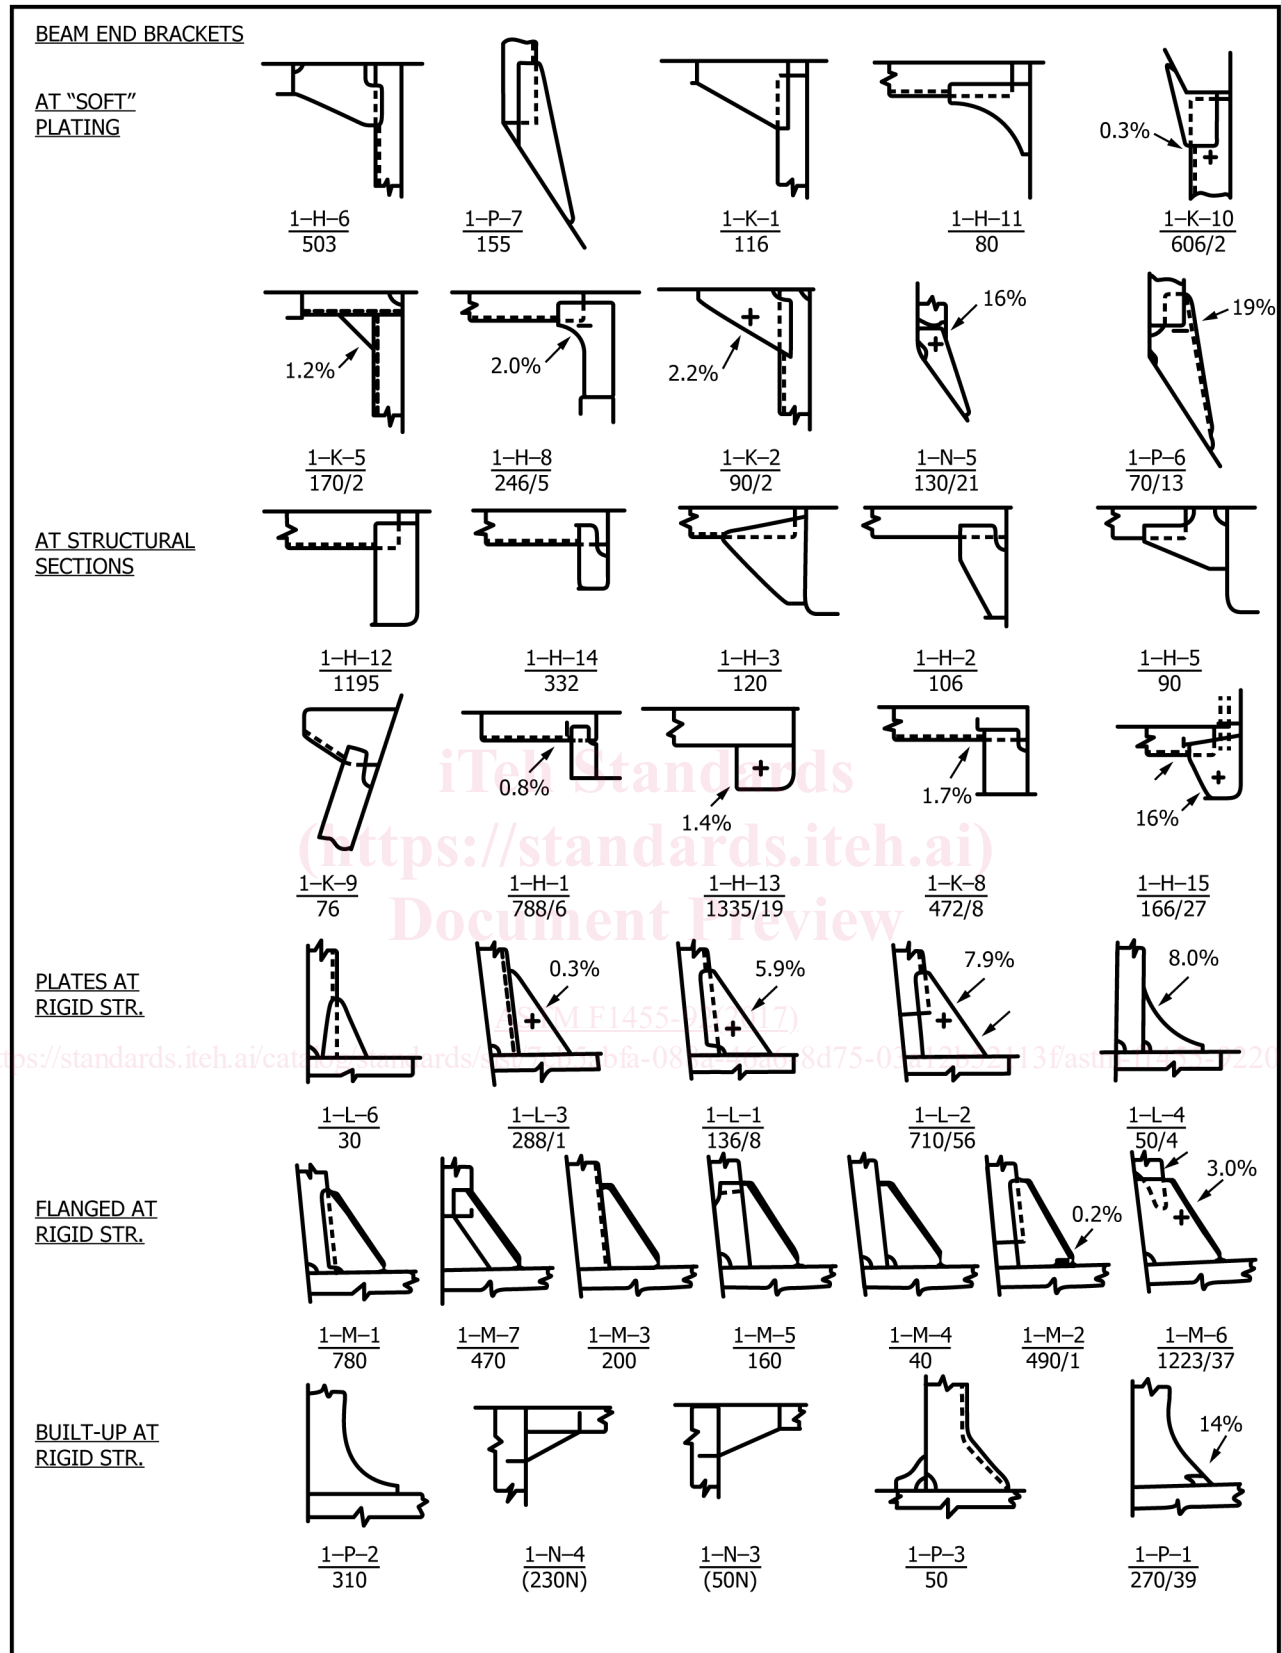 BEAM END BRACKETS
AT “SOFT”
PLATING
0.3%
1–H–6
503
1–P–7
155
1–K–1
116
1–H–11
80
1–K–10
606/2
1.2%
2.0%
2.2%
16%
19%
1–K–5
170/2
1–H–8
246/5
1–K–2
90/2
1–N–5
130/21
1–P–6
70/13
AT STRUCTURAL
SECTIONS
1–H–12
1195
1–H–14
332
1–H–3
120
1–H–2
106
1–H–5
90
0.8%
1.4%
1.7%
16%
iTeh Standards
(https://standards.iteh.ai)
Document Preview
1–K–9
76
1–H–1
788/6
1–H–13
1335/19
1–K–8
472/8
1–H–15
166/27
PLATES AT
RIGID STR.
0.3%
5.9%
7.9%
8.0%
1–L–6
30
1–L–3
288/1
1–L–1
136/8
1–L–2
710/56
1–L–4
50/4
FLANGED AT
RIGID STR.
0.2%
3.0%
1–M–1
780
1–M–7
470
1–M–3
200
1–M–5
160
1–M–4
40
1–M–2
490/1
1–M–6
1223/37
BUILT-UP AT
RIGID STR.
14%
1–P–2
310
1–N–4
(230N)
1–N–3
(50N)
1–P–3
50
1–P–1
270/39